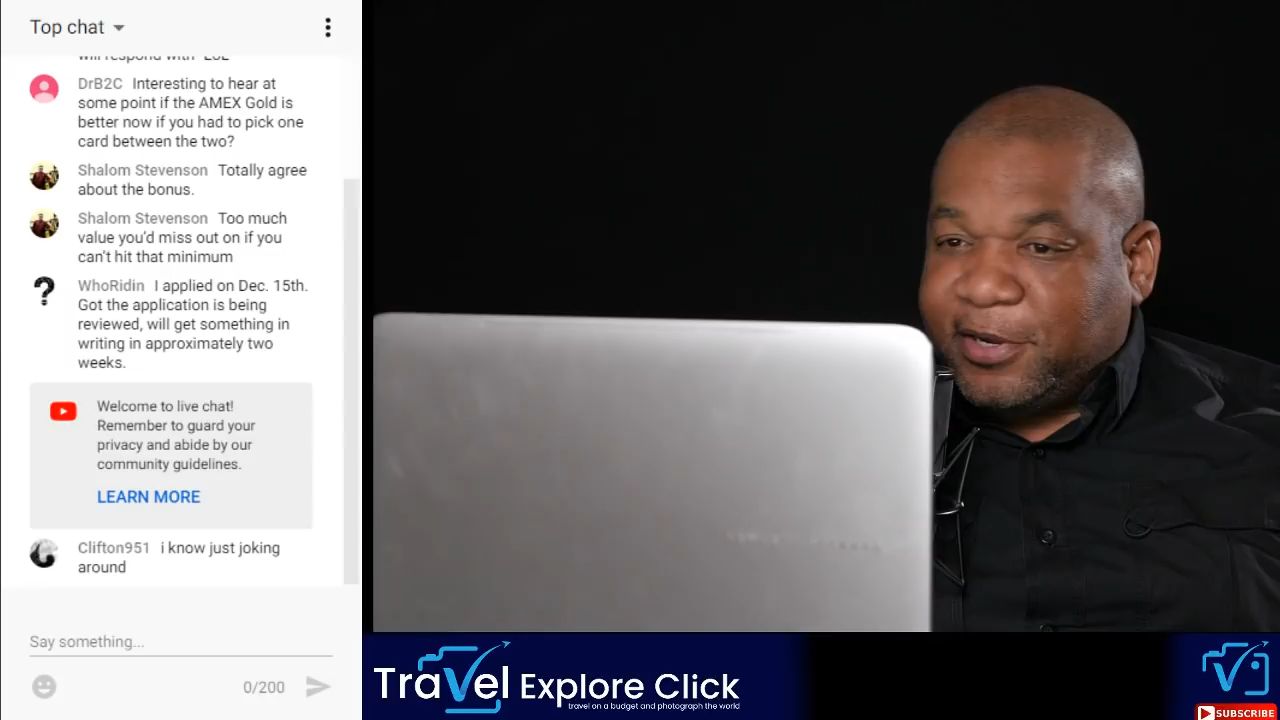 Top chat
DrB2C Interesting to hear at
some point if the AMEX Gold is
better now if you had to pick one
card between the two?
Shalom Stevenson Totally agree
about the bonus.
Shalom Stevenson Too much
value you'd miss out on if you
can't hit that minimum
WhoRidin I applied on Dec. 15th.
Got the application is being
reviewed, will get something in
writing in approximately two
weeks.
Welcome to live chat!
Remember to guard your
privacy and abide by our
community guidelines.
LEARN MORE
Clifton951 i know just joking
around
Say something...
0/200
Travel Explore Click
travel on a budget and photograph the world
SUBSCRIBE